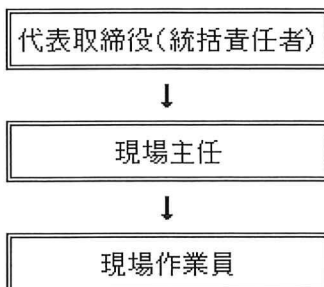 代表取締役(統括責任者)
↓
現場主任
↓
現場作業員